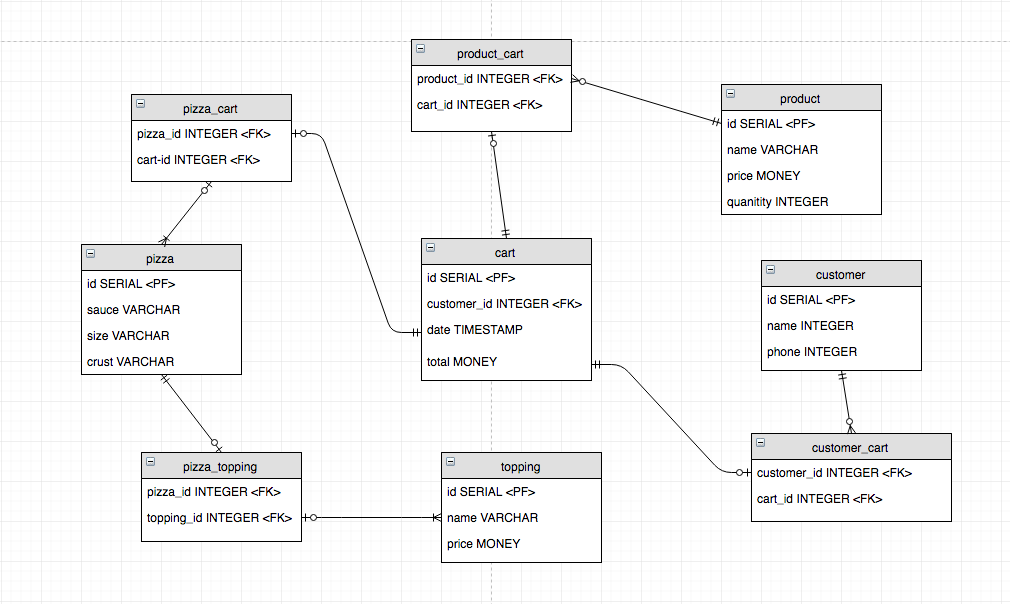 product_cart
product_id INTEGER <FK>
cart_id INTEGER <FK>
product
id SERIAL <PF>
name VARCHAR
price MONEY
quanitity INTEGER
pizza_cart
pizza_id INTEGER <FK>
cart-id INTEGER <FK>
pizza
id SERIAL <PF>
sauce VARCHAR
size VARCHAR
crust VARCHAR
cart
id SERIAL <PF>
customer_id INTEGER <FK>
date TIMESTAMP
total MONEY
customer
id SERIAL <PF>
name INTEGER
phone INTEGER
customer_cart
customer_id INTEGER <FK>
cart_id INTEGER <FK>
pizza_topping
pizza_id INTEGER <FK>
topping_id INTEGER <FK>
topping
id SERIAL <PF>
name VARCHAR
price MONEY